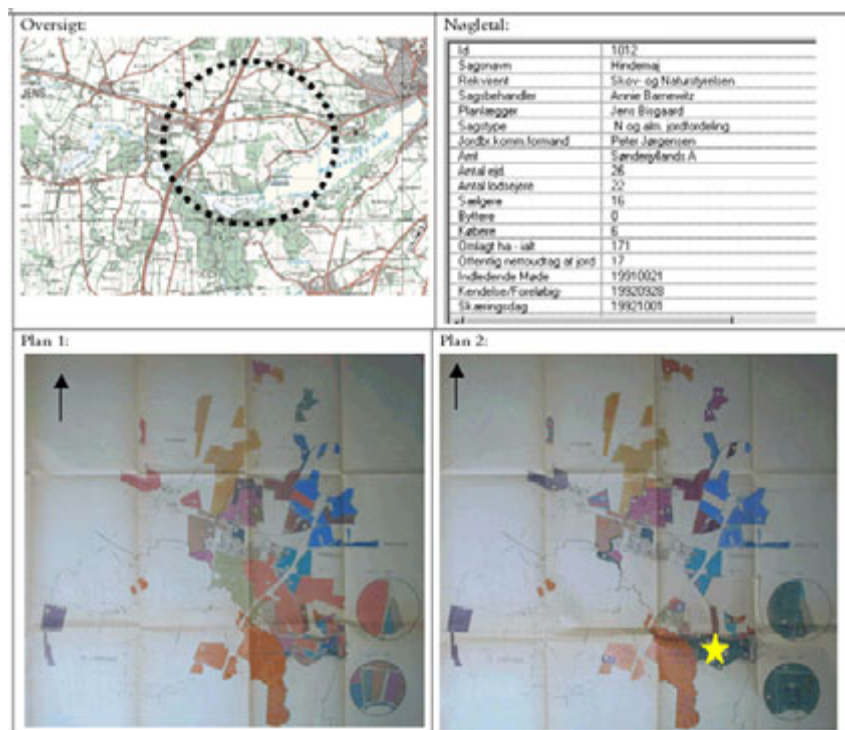 Oversigt:
JENS
Nøgletal:
Id 1012
Sagsnavn Hindemaj
Rekvirent Skov- og Naturstyrelsen
Sagsbehandler Annie Barnewitz
Planlægger Jens Bisgaard
Sagstype N og alm. jordfordeling
Jordbr.komm.formand Peter Jørgensen
Amt Sønderjyllands A
Antal ejd. 26
Antal lodsejere 22
Sælgere 16
Byttere 0
Købere 6
Omlagt ha - ialt 171
Offentlig nettoudtag af jord 17
Indledende Møde 19910821
Kendelse/Foreløbig- 19920928
Skæringsdag 19921001
Plan 1:
Plan 2: